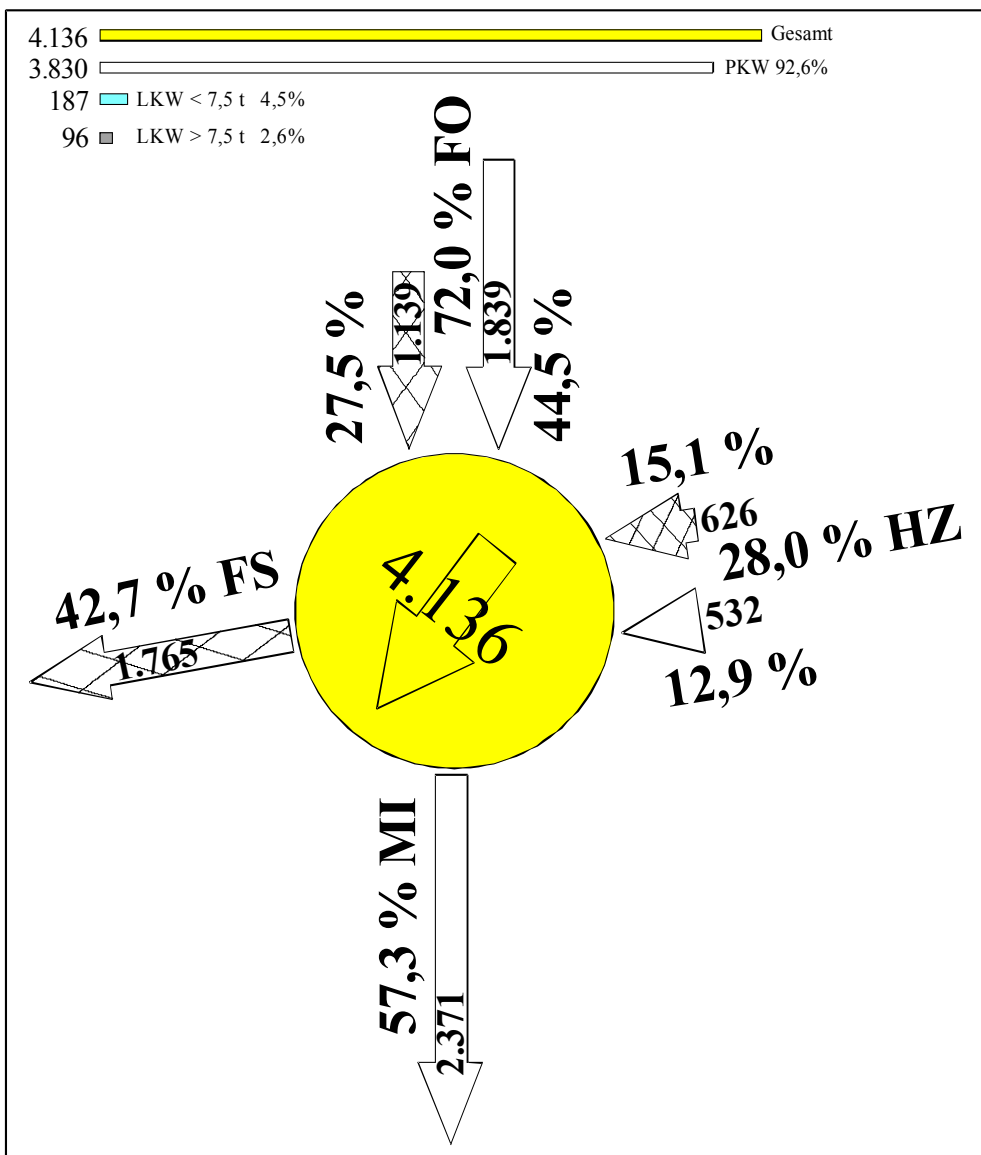 4.136 Gesamt
3.830 PKW 92,6%
187 LKW < 7,5 t 4,5%
96 LKW > 7,5 t 2,6%
72,0 % FO
27,5 %
1.139
1.839
44,5 %
15,1 %
626
28,0 % HZ
532
12,9 %
42,7 % FS
1.765
4.136
57,3 % MI
2.371